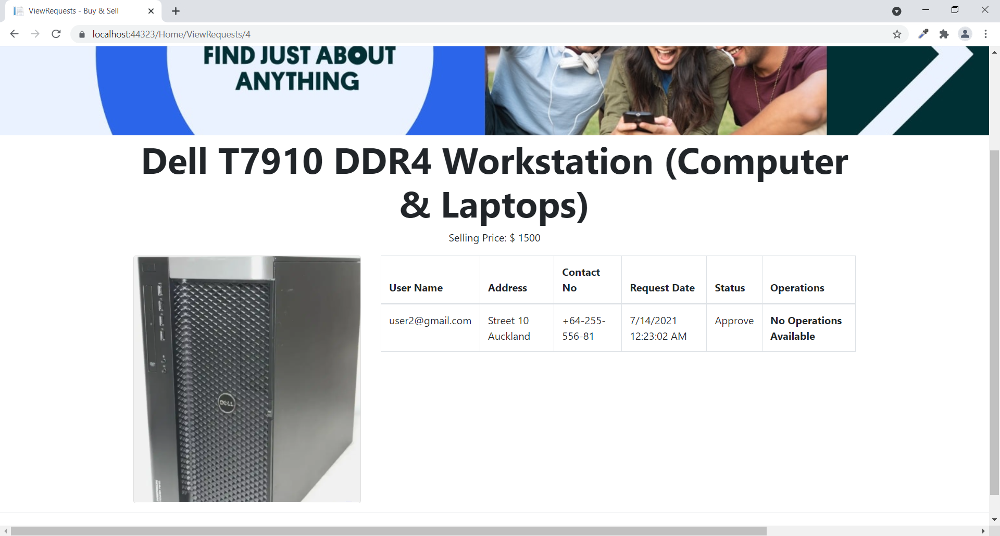 ViewRequests - Buy & Sell
localhost:44323/Home/ViewRequests/4
FIND JUST ABOUT
ANYTHING
Dell T7910 DDR4 Workstation (Computer
& Laptops)
Selling Price: $ 1500
User Name
Address
Contact
No
Request Date
Status
Operations
user2@gmail.com
Street 10
Auckland
+64-255-
556-81
7/14/2021
12:23:02 AM
Approve
No Operations
Available
DELL